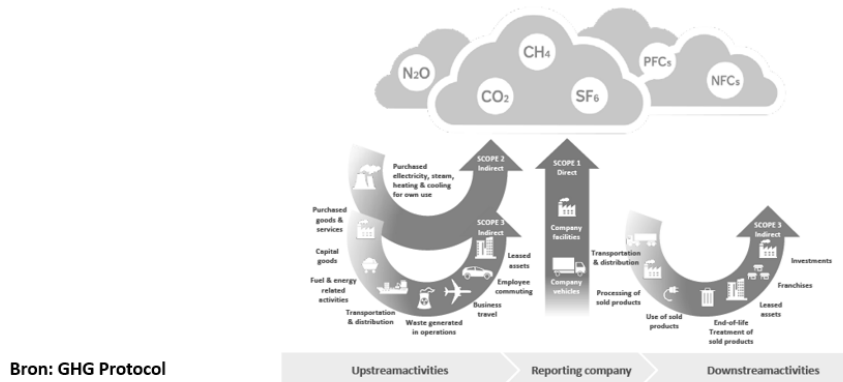 N2O
CH4
CO2
SF6
PFCs
NFCs
SCOPE 2
Indirect
Purchased
ellectricity, steam,
heating & cooling
for own use
SCOPE 1
Direct
Company
facilities
Company
vehicles
SCOPE 3
Indirect
Purchased
goods &
services
Capital
goods
Fuel & energy
related
activities
Transportation
& distribution
Waste generated
in operations
Business
travel
Employee
commuting
Leased
assets
SCOPE 3
Indirect
Transportation
& distribution
Processing of
sold products
Use of sold
products
End-of-life
Treatment of
sold products
Leased
assets
Franchises
Investments
Bron: GHG Protocol
Upstreamactivities
Reporting company
Downstreamactivities